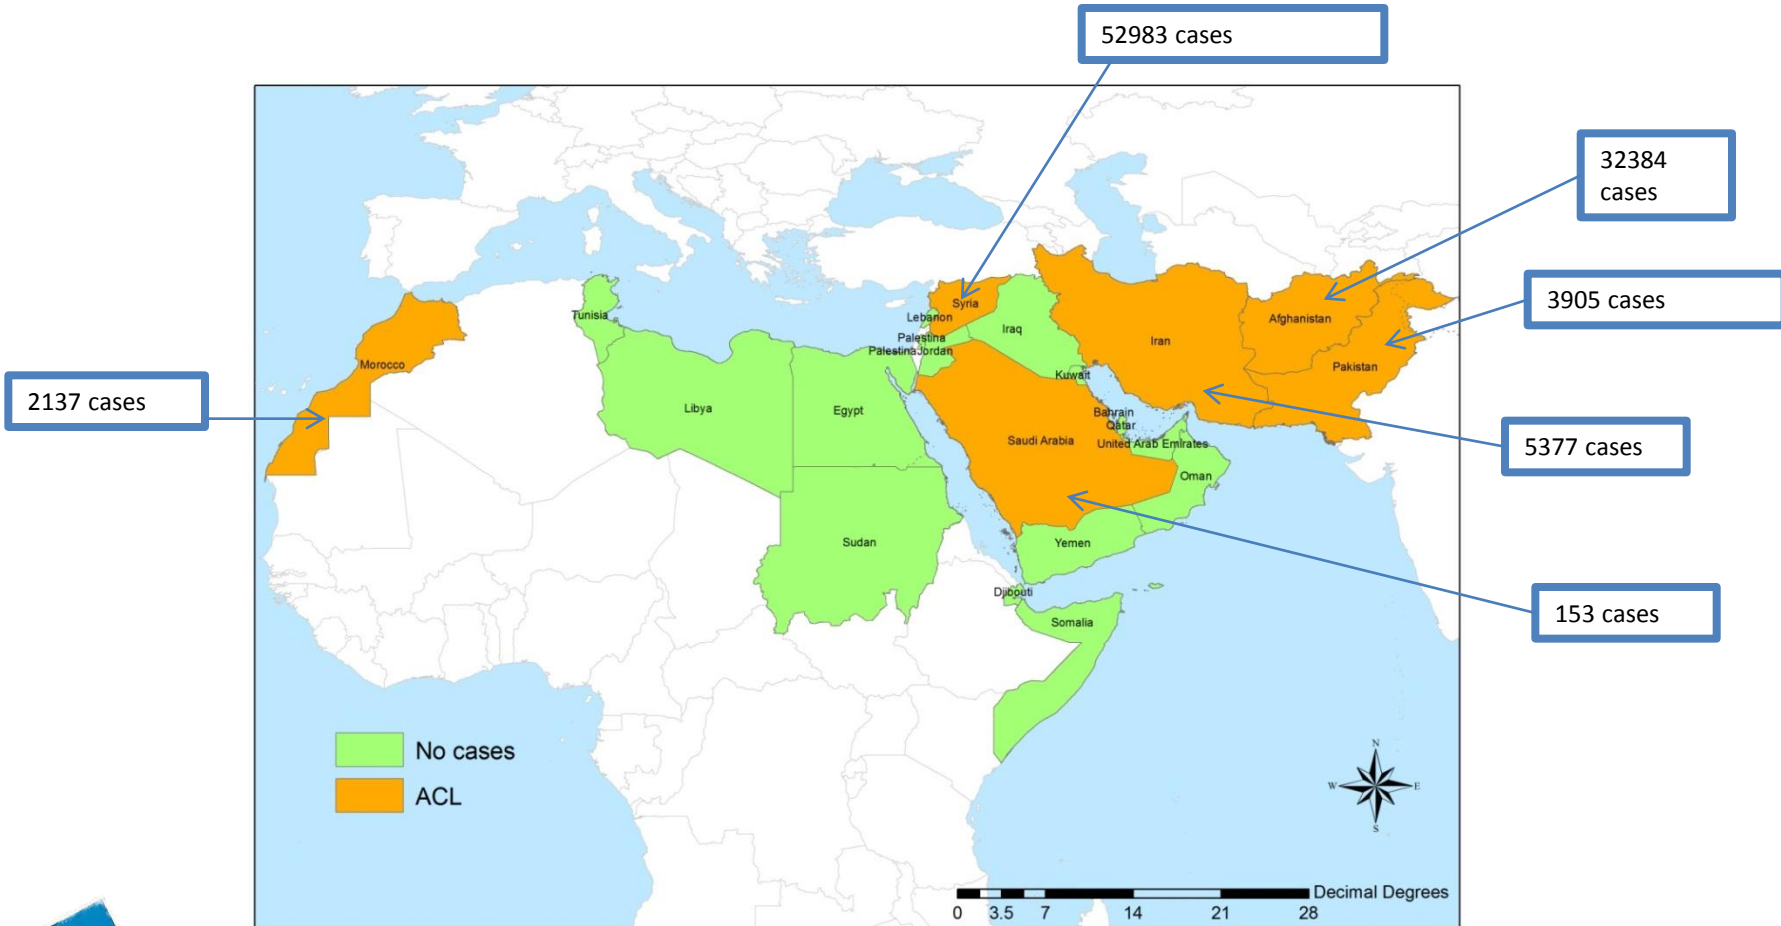 52983 cases
32384
cases
3905 cases
2137 cases
5377 cases
153 cases
Syria
Lebanon
Tunisia
Palestina
Palestina
Jordan
Iraq
Iran
Afghanistan
Pakistan
Morocco
Kuwait
Libya
Egypt
Bahrain
Qatar
Saudi Arabia
United Arab Emirates
Oman
Sudan
Yemen
Djibouti
Somalia
No cases
ACL
N
W
E
S
Decimal Degrees
0 3.5 7 14 21 28